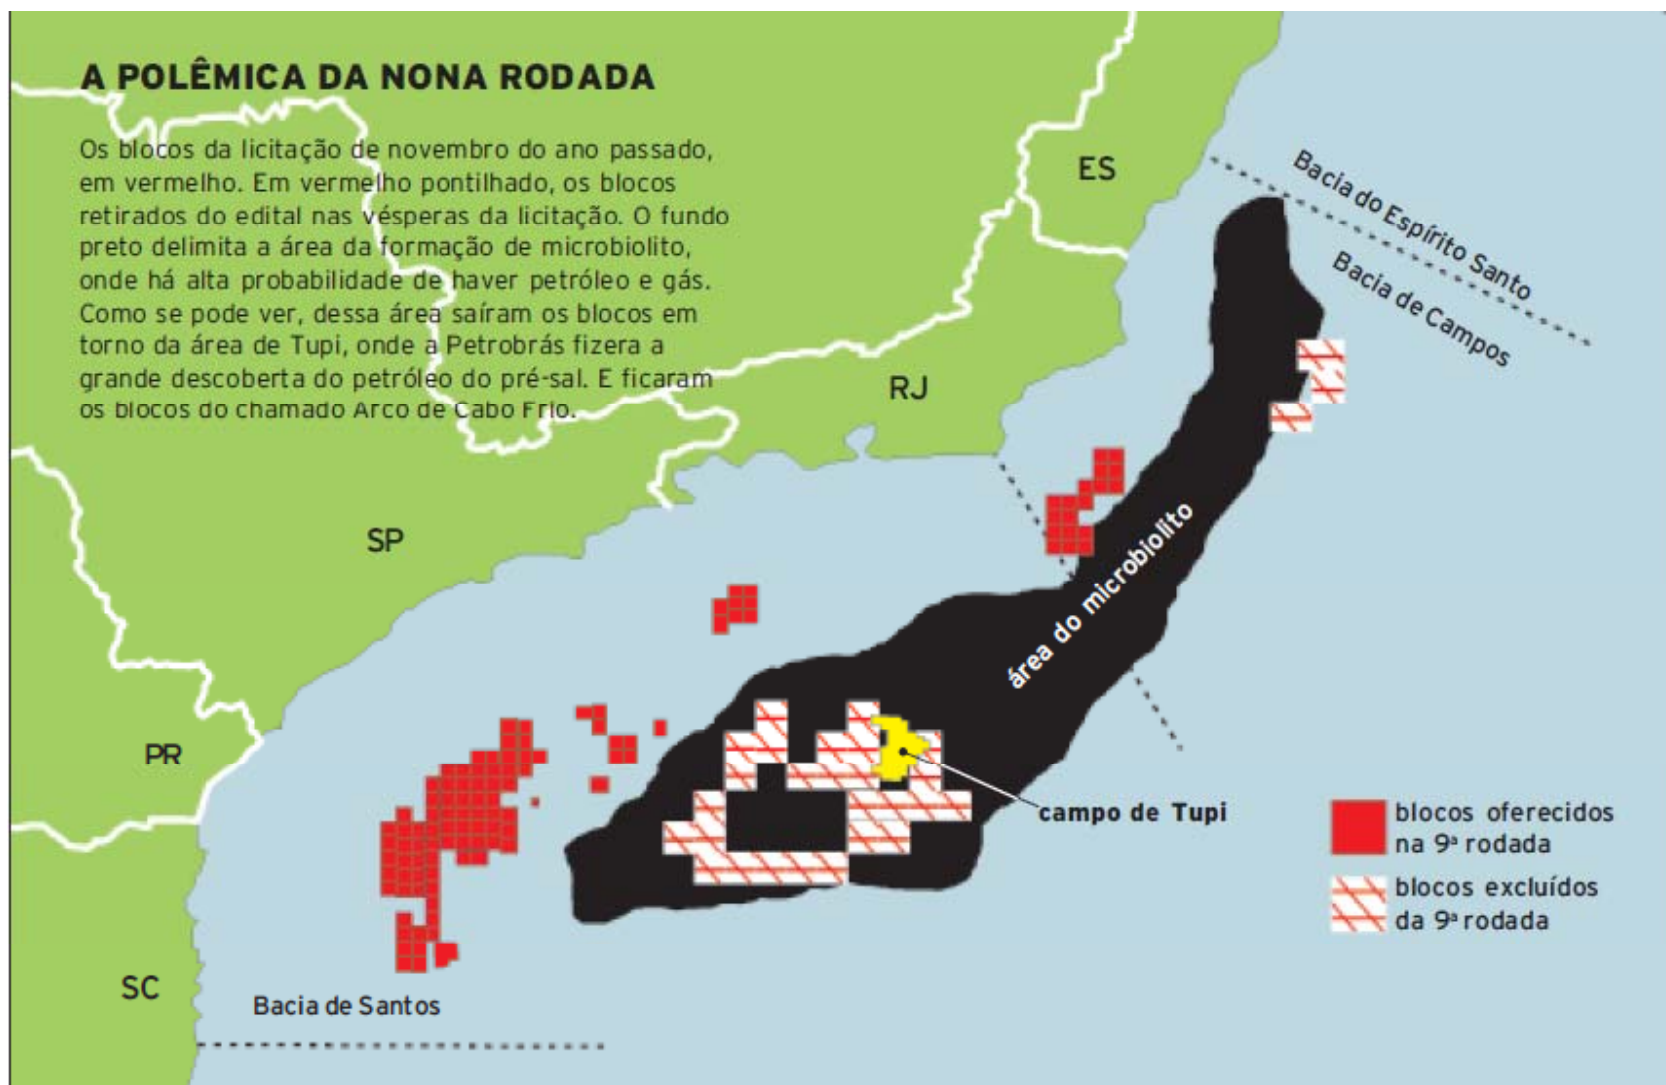 A POLÊMICA DA NONA RODADA
Os blocos da licitação de novembro do ano passado,
em vermelho. Em vermelho pontilhado, os blocos
retirados do edital nas vésperas da licitação. O fundo
preto delimita a área da formação de microbiolito,
onde há alta probabilidade de haver petróleo e gás.
Como se pode ver, dessa área saíram os blocos em
torno da área de Tupi, onde a Petrobrás fizera a
grande descoberta do petróleo do pré-sal. E ficaram
os blocos do chamado Arco de Cabo Frio.
ES
Bacia do Espírito Santo
Bacia de Campos
RJ
SP
área do microbiolito
PR
campo de Tupi
blocos oferecidos
na 9ª rodada
blocos excluídos
da 9ª rodada
SC
Bacia de Santos